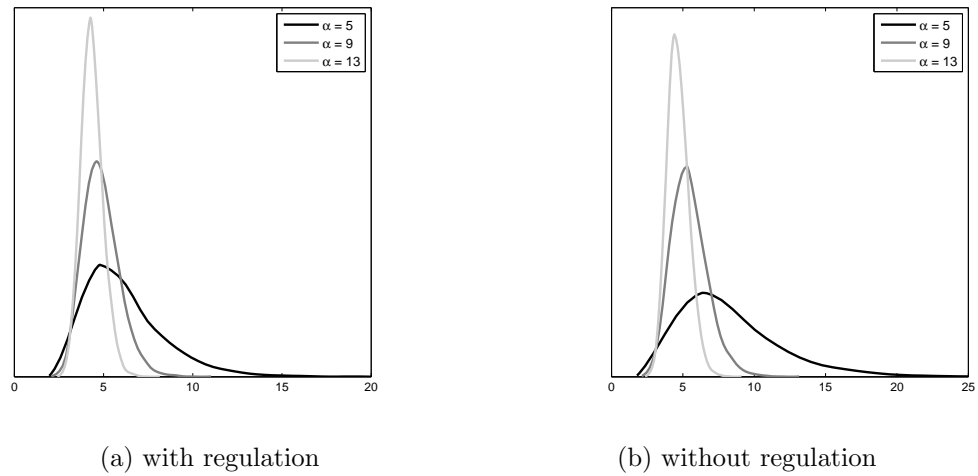 α = 5
α = 9
α = 13
0 5 10 15 20
(a) with regulation
α = 5
α = 9
α = 13
0 5 10 15 20 25
(b) without regulation